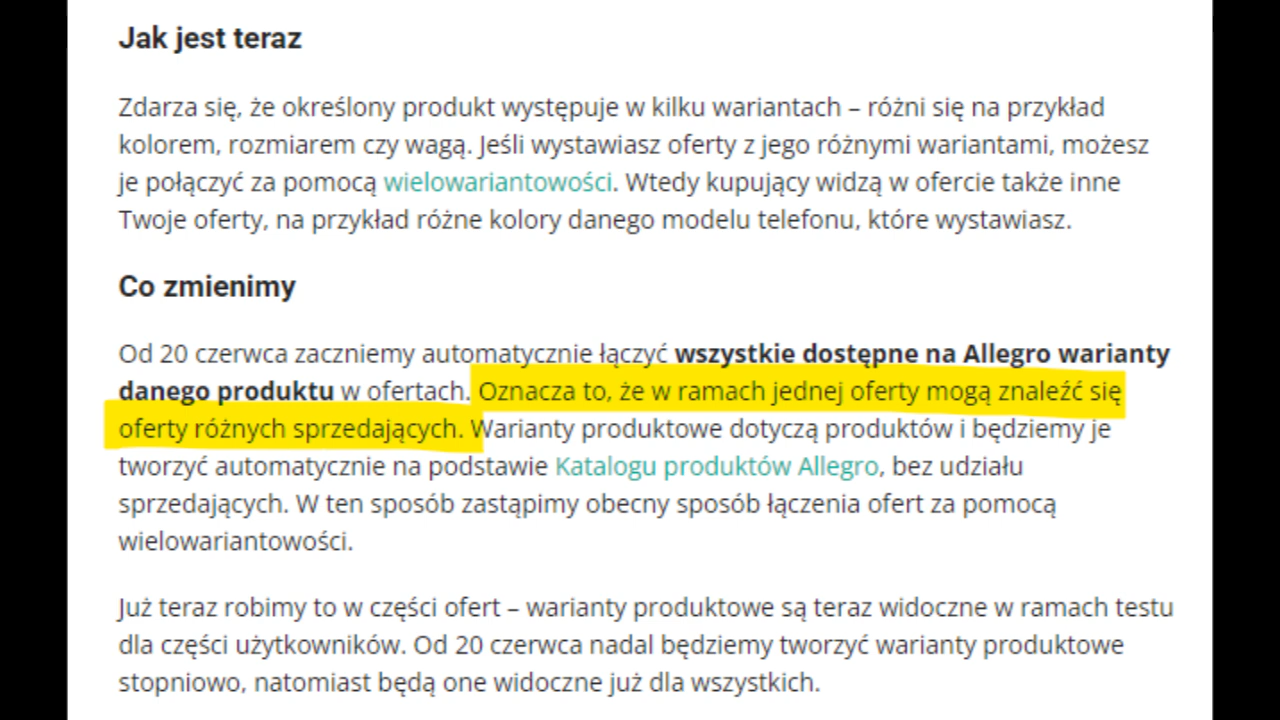 Jak jest teraz
Zdarza się, że określony produkt występuje w kilku wariantach – różni się na przykład
kolorem, rozmiarem czy wagą. Jeśli wystawiasz oferty z jego różnymi wariantami, możesz
je połączyć za pomocą wielowariantowości. Wtedy kupujący widzą w ofercie także inne
Twoje oferty, na przykład różne kolory danego modelu telefonu, które wystawiasz.
Co zmienimy
Od 20 czerwca zaczniemy automatycznie łączyć wszystkie dostępne na Allegro warianty
danego produktu w ofertach. Oznacza to, że w ramach jednej oferty mogą znaleźć się
oferty różnych sprzedających. Warianty produktowe dotyczą produktów i będziemy je
tworzyć automatycznie na podstawie Katalogu produktów Allegro, bez udziału
sprzedających. W ten sposób zastąpimy obecny sposób łączenia ofert za pomocą
wielowariantowości.
Już teraz robimy to w części ofert – warianty produktowe są teraz widoczne w ramach testu
dla części użytkowników. Od 20 czerwca nadal będziemy tworzyć warianty produktowe
stopniowo, natomiast będą one widoczne już dla wszystkich.